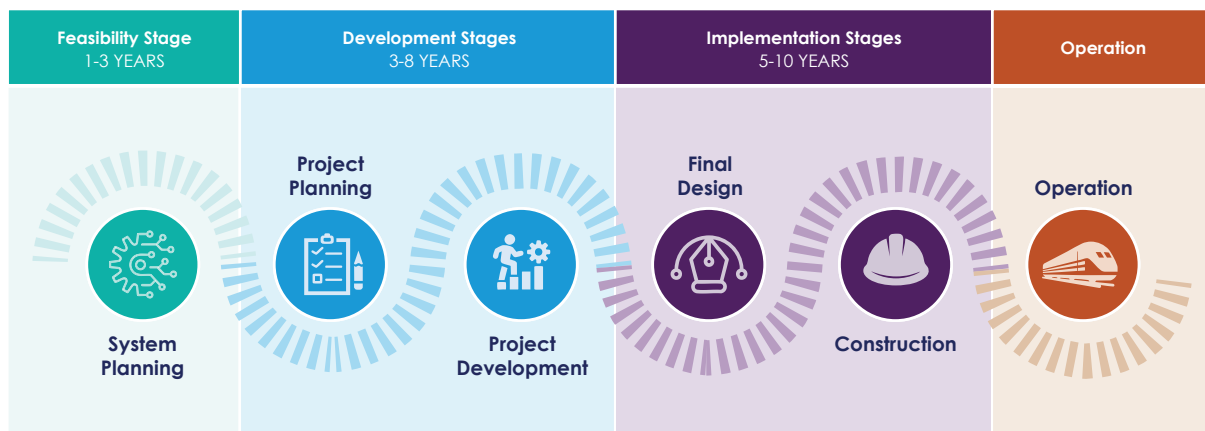 Feasibility Stage
1-3 YEARS
Development Stages
3-8 YEARS
Implementation Stages
5-10 YEARS
Operation
System
Planning
Project
Planning
Project
Development
Final
Design
Construction
Operation